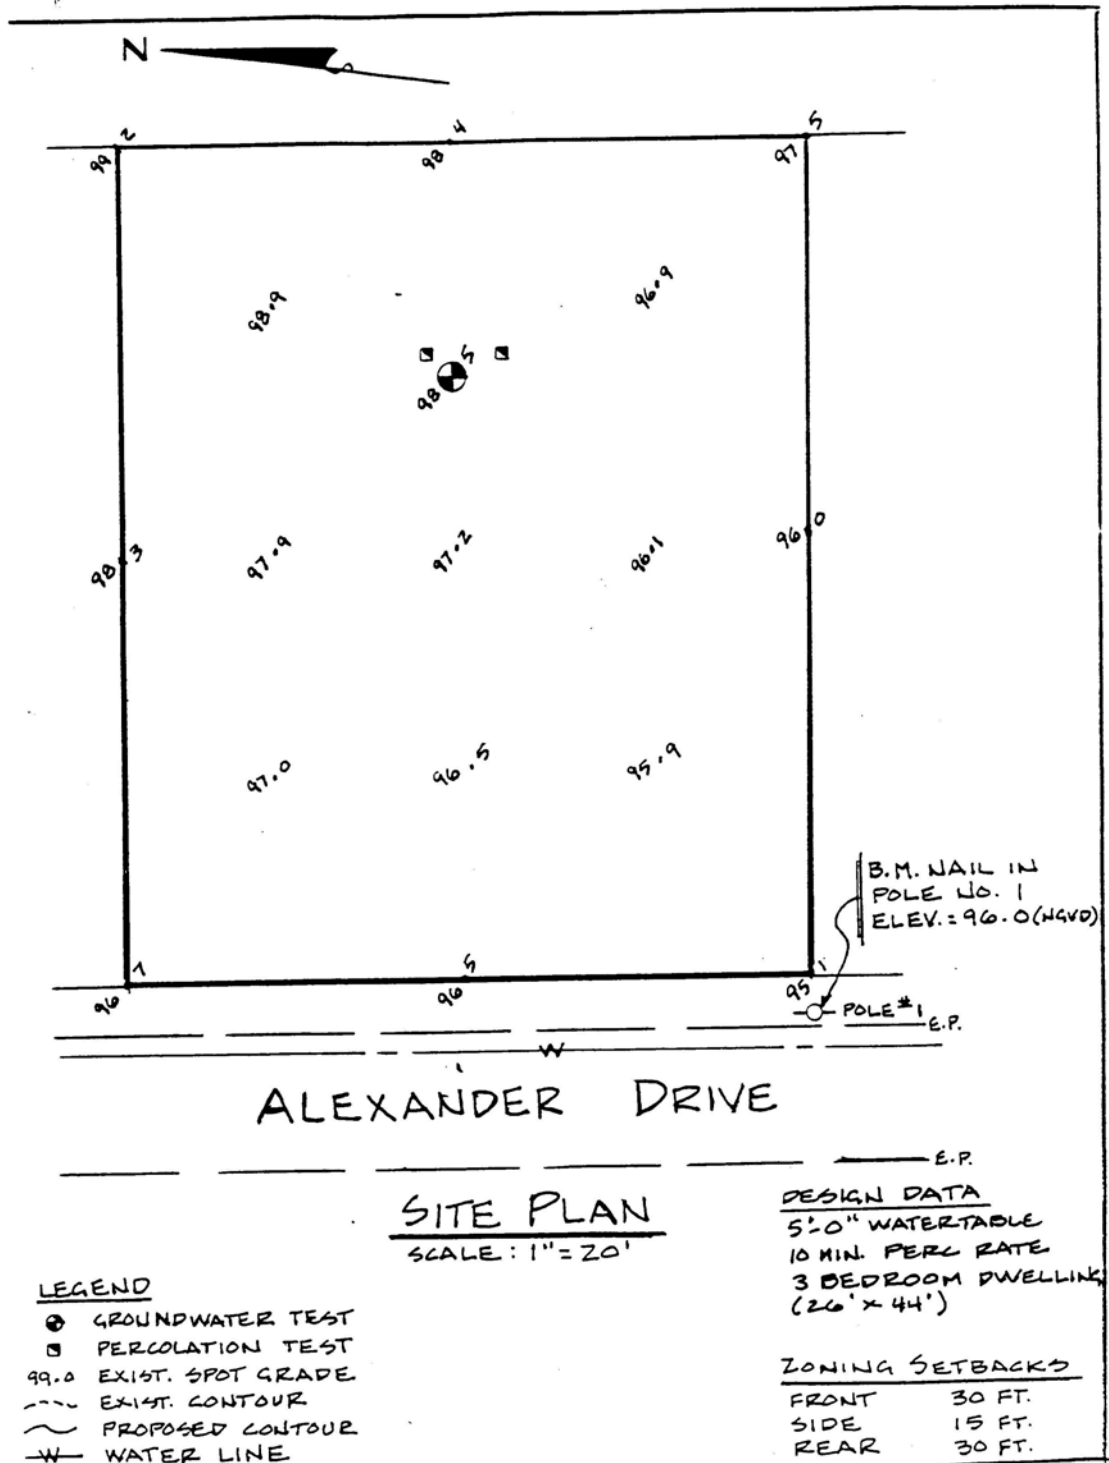 N
99.2
98.4
97.5
98.9
96.9
98.5
98.3
97.9
97.2
96.1
96.0
97.0
96.5
95.9
B.M. NAIL IN
POLE NO. 1
ELEV.= 96.0 (NGVD)
96.7
96.5
95.1
POLE #1
E.P.
W
ALEXANDER DRIVE
E.P.
SITE PLAN
SCALE: 1"=20'
DESIGN DATA
5'-0" WATERTABLE
10 MIN. PERC RATE
3 BEDROOM DWELLING
(26' x 44')
LEGEND
GROUNDWATER TEST
PERCOLATION TEST
99.0 EXIST. SPOT GRADE
EXIST. CONTOUR
PROPOSED CONTOUR
W WATER LINE
ZONING SETBACKS
FRONT 30 FT.
SIDE 15 FT.
REAR 30 FT.